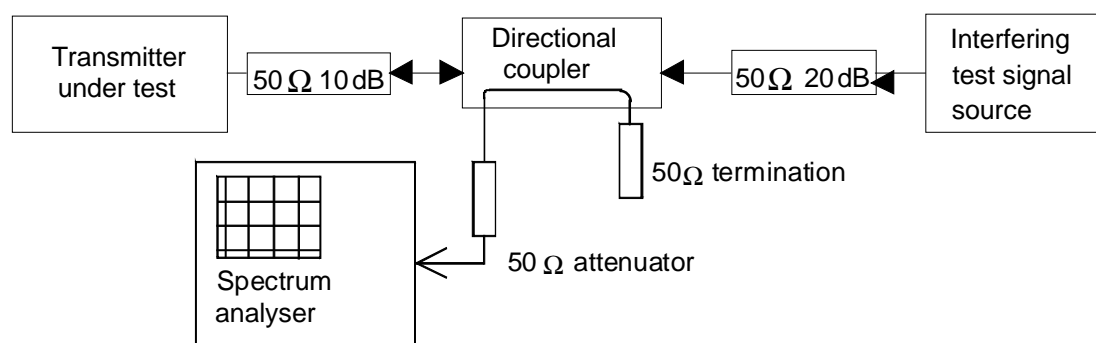 Transmitter
under test
50 Ω 10 dB
Directional
coupler
50 Ω 20 dB
Interfering
test signal
source
50Ω termination
50 Ω attenuator
Spectrum
analyser